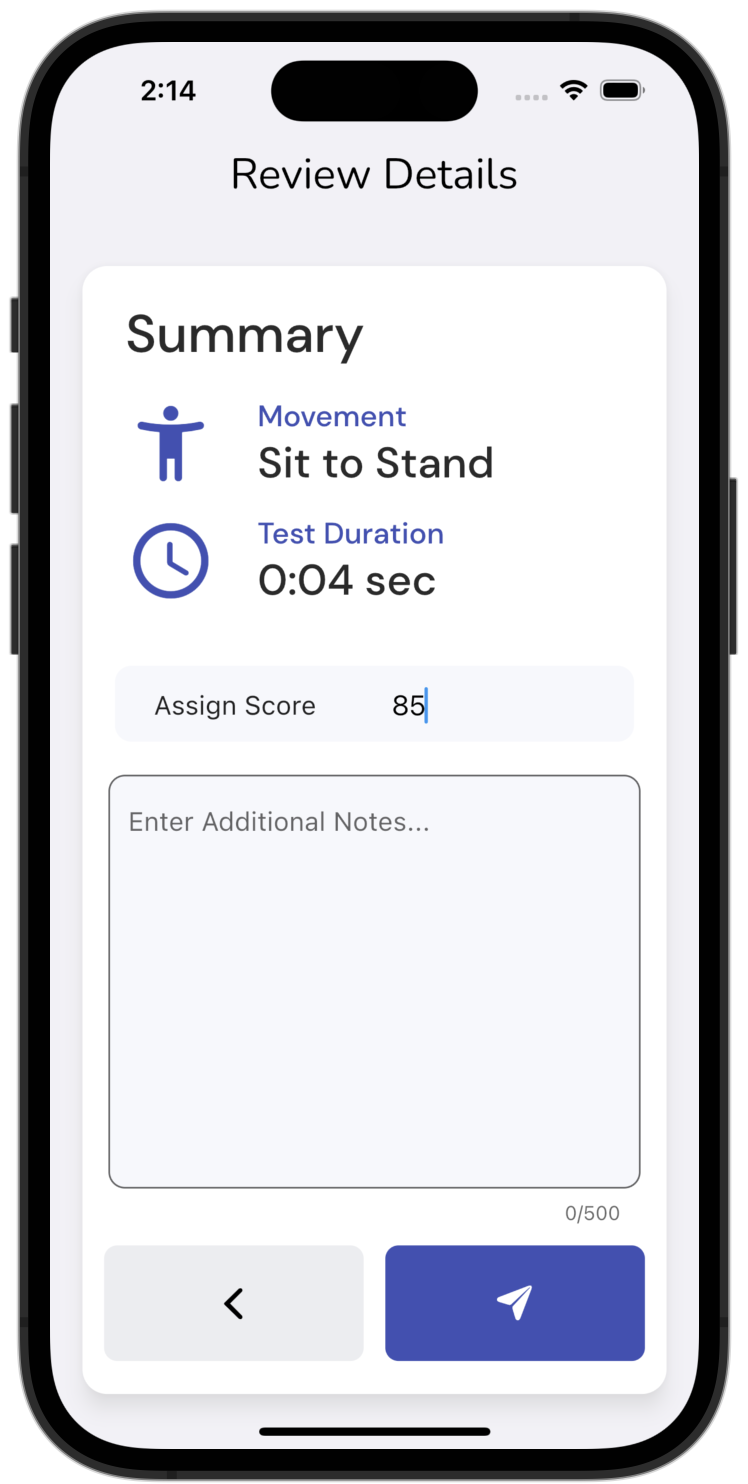 2:14
Review Details
Summary
Movement
Sit to Stand
Test Duration
0:04 sec
Assign Score 85
Enter Additional Notes...
0/500